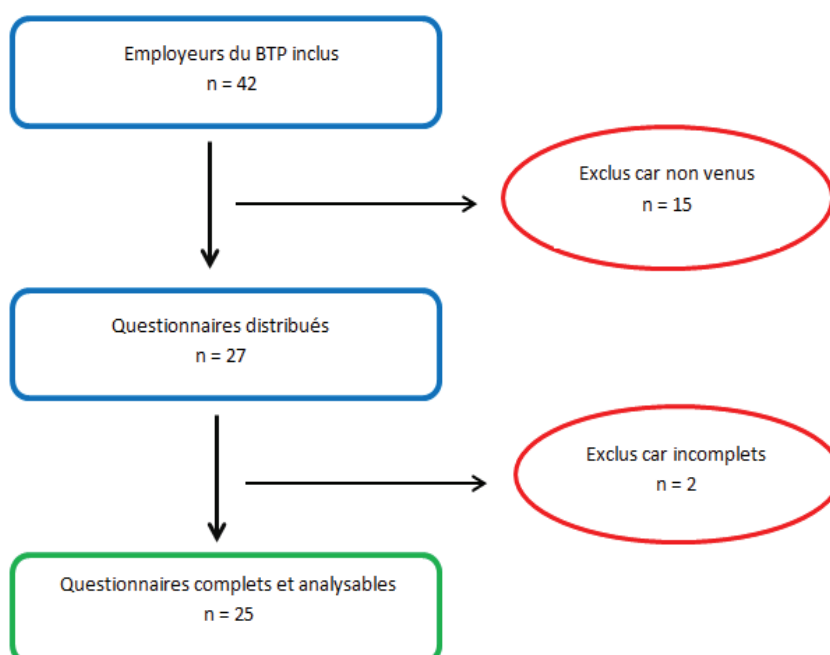 Employeurs du BTP inclus
n = 42
Exclus car non venus
n = 15
Questionnaires distribués
n = 27
Exclus car incomplets
n = 2
Questionnaires complets et analysables
n = 25